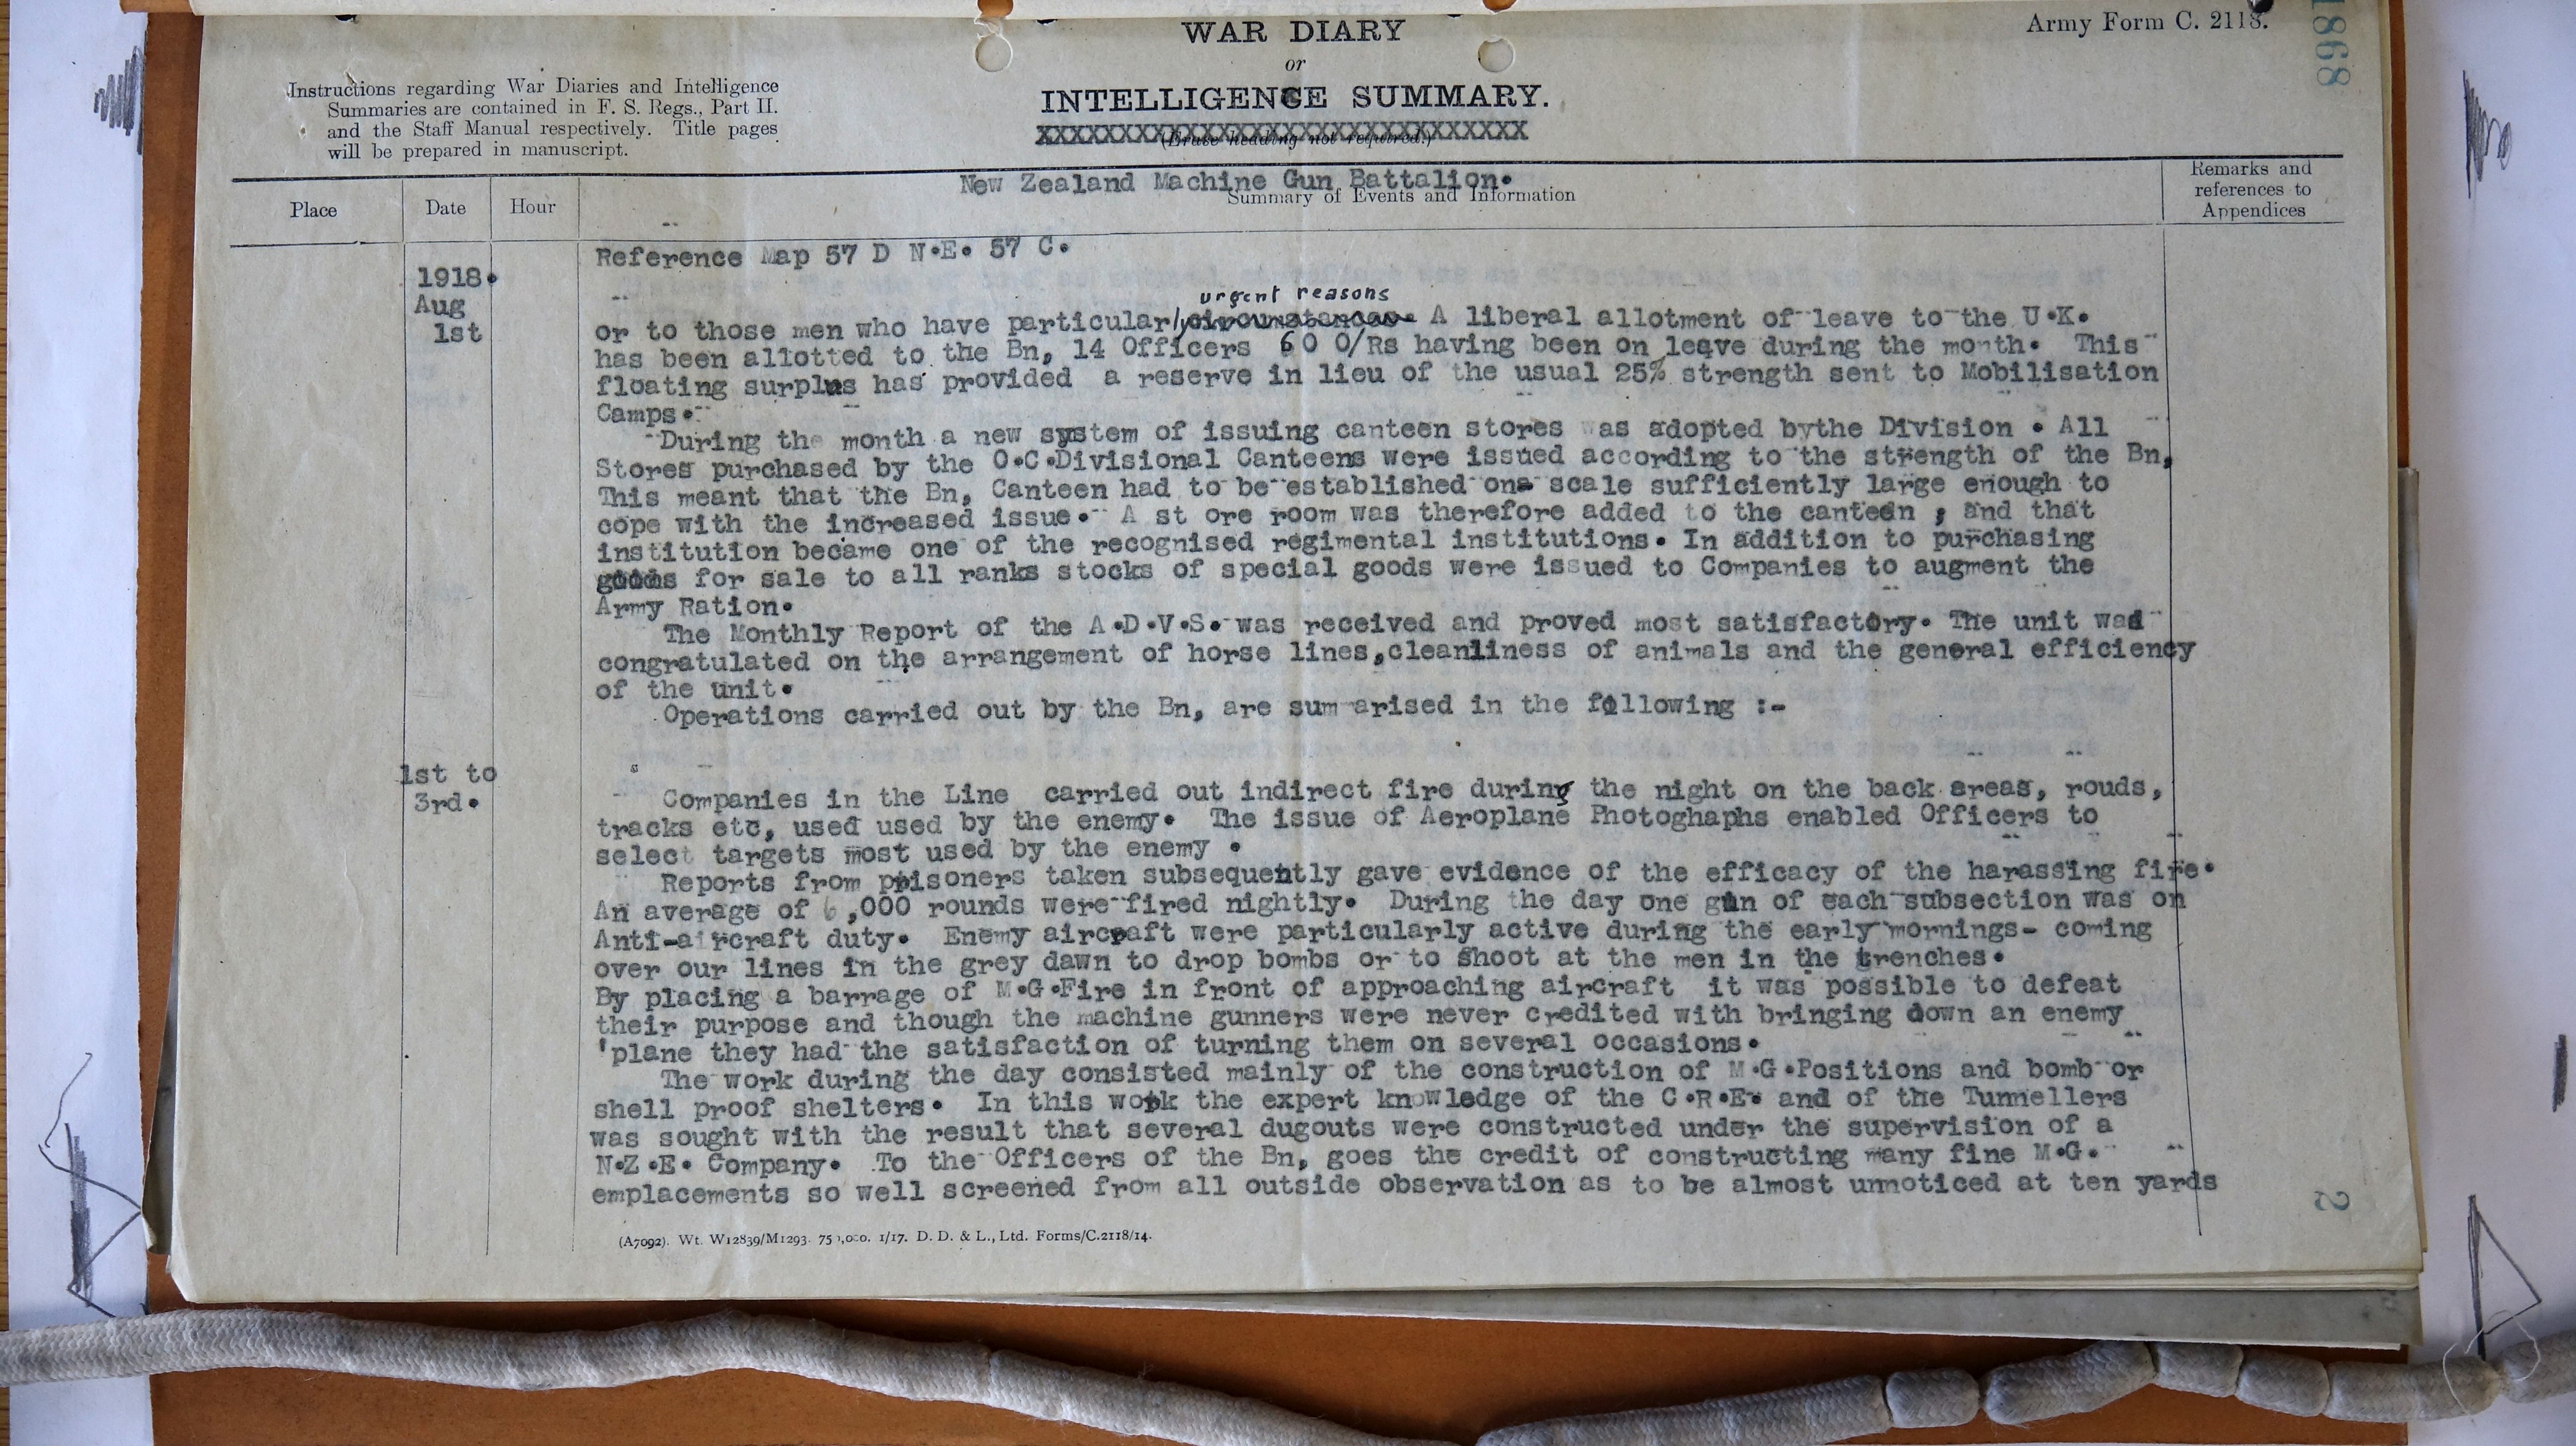 WAR DIARY
or
INTELLIGENCE SUMMARY.
XXXXXXXXXXXXXXXXXXXXXXXXXXXXXXXXXX
(Erase heading not required.)
Army Form C. 2118.
1898
Instructions regarding War Diaries and Intelligence
Summaries are contained in F. S. Regs., Part II.
and the Staff Manual respectively. Title pages
will be prepared in manuscript.
New Zealand Machine Gun Battalion.
Place
Date
Hour
Summary of Events and Information
Remarks and
references to
Appendices
Reference Map 57 D N.E. 57 C.
1918.
Aug
1st
urgent reasons
or to those men who have particular/circumstances. A liberal allotment of leave to the U.K.
has been allotted to the Bn, 14 Officers 60 O/Rs having been on leave during the month. This
floating surplus has provided a reserve in lieu of the usual 25% strength sent to Mobilisation
Camps.
During the month a new system of issuing canteen stores was adopted bythe Division . All
Stores purchased by the O.C.Divisional Canteens were issued according to the strength of the Bn,
This meant that the Bn, Canteen had to be established ona scale sufficiently large enough to
cope with the increased issue. A st ore room was therefore added to the canteen , and that
institution became one of the recognised regimental institutions. In addition to purchasing
goods for sale to all ranks stocks of special goods were issued to Companies to augment the
Army Ration.
The Monthly Report of the A.D.V.S. was received and proved most satisfactory. The unit was
congratulated on the arrangement of horse lines,cleanliness of animals and the general efficiency
of the unit.
Operations carried out by the Bn, are summarised in the following :-
1st to
3rd.
Companies in the Line carried out indirect fire during the night on the back areas, rouds,
tracks etc, used used by the enemy. The issue of Aeroplane Photoghaphs enabled Officers to
select targets most used by the enemy .
Reports from prisoners taken subsequently gave evidence of the efficacy of the harassing fire.
An average of 6,000 rounds were fired nightly. During the day one gun of each subsection was on
Anti-aircraft duty. Enemy aircraft were particularly active during the early mornings- coming
over our lines in the grey dawn to drop bombs or to shoot at the men in the trenches.
By placing a barrage of M.G.Fire in front of approaching aircraft it was possible to defeat
their purpose and though the machine gunners were never credited with bringing down an enemy
'plane they had the satisfaction of turning them on several occasions.
The work during the day consisted mainly of the construction of M.G.Positions and bomb or
shell proof shelters. In this work the expert knowledge of the C.R.E. and of the Tunnellers
was sought with the result that several dugouts were constructed under the supervision of a
N.Z.E. Company. To the Officers of the Bn, goes the credit of constructing many fine M.G.
emplacements so well screened from all outside observation as to be almost unnoticed at ten yards
2
(A7092). Wt. W12839/M1293. 750,000. 1/17. D. D. & L., Ltd. Forms/C.2118/14.